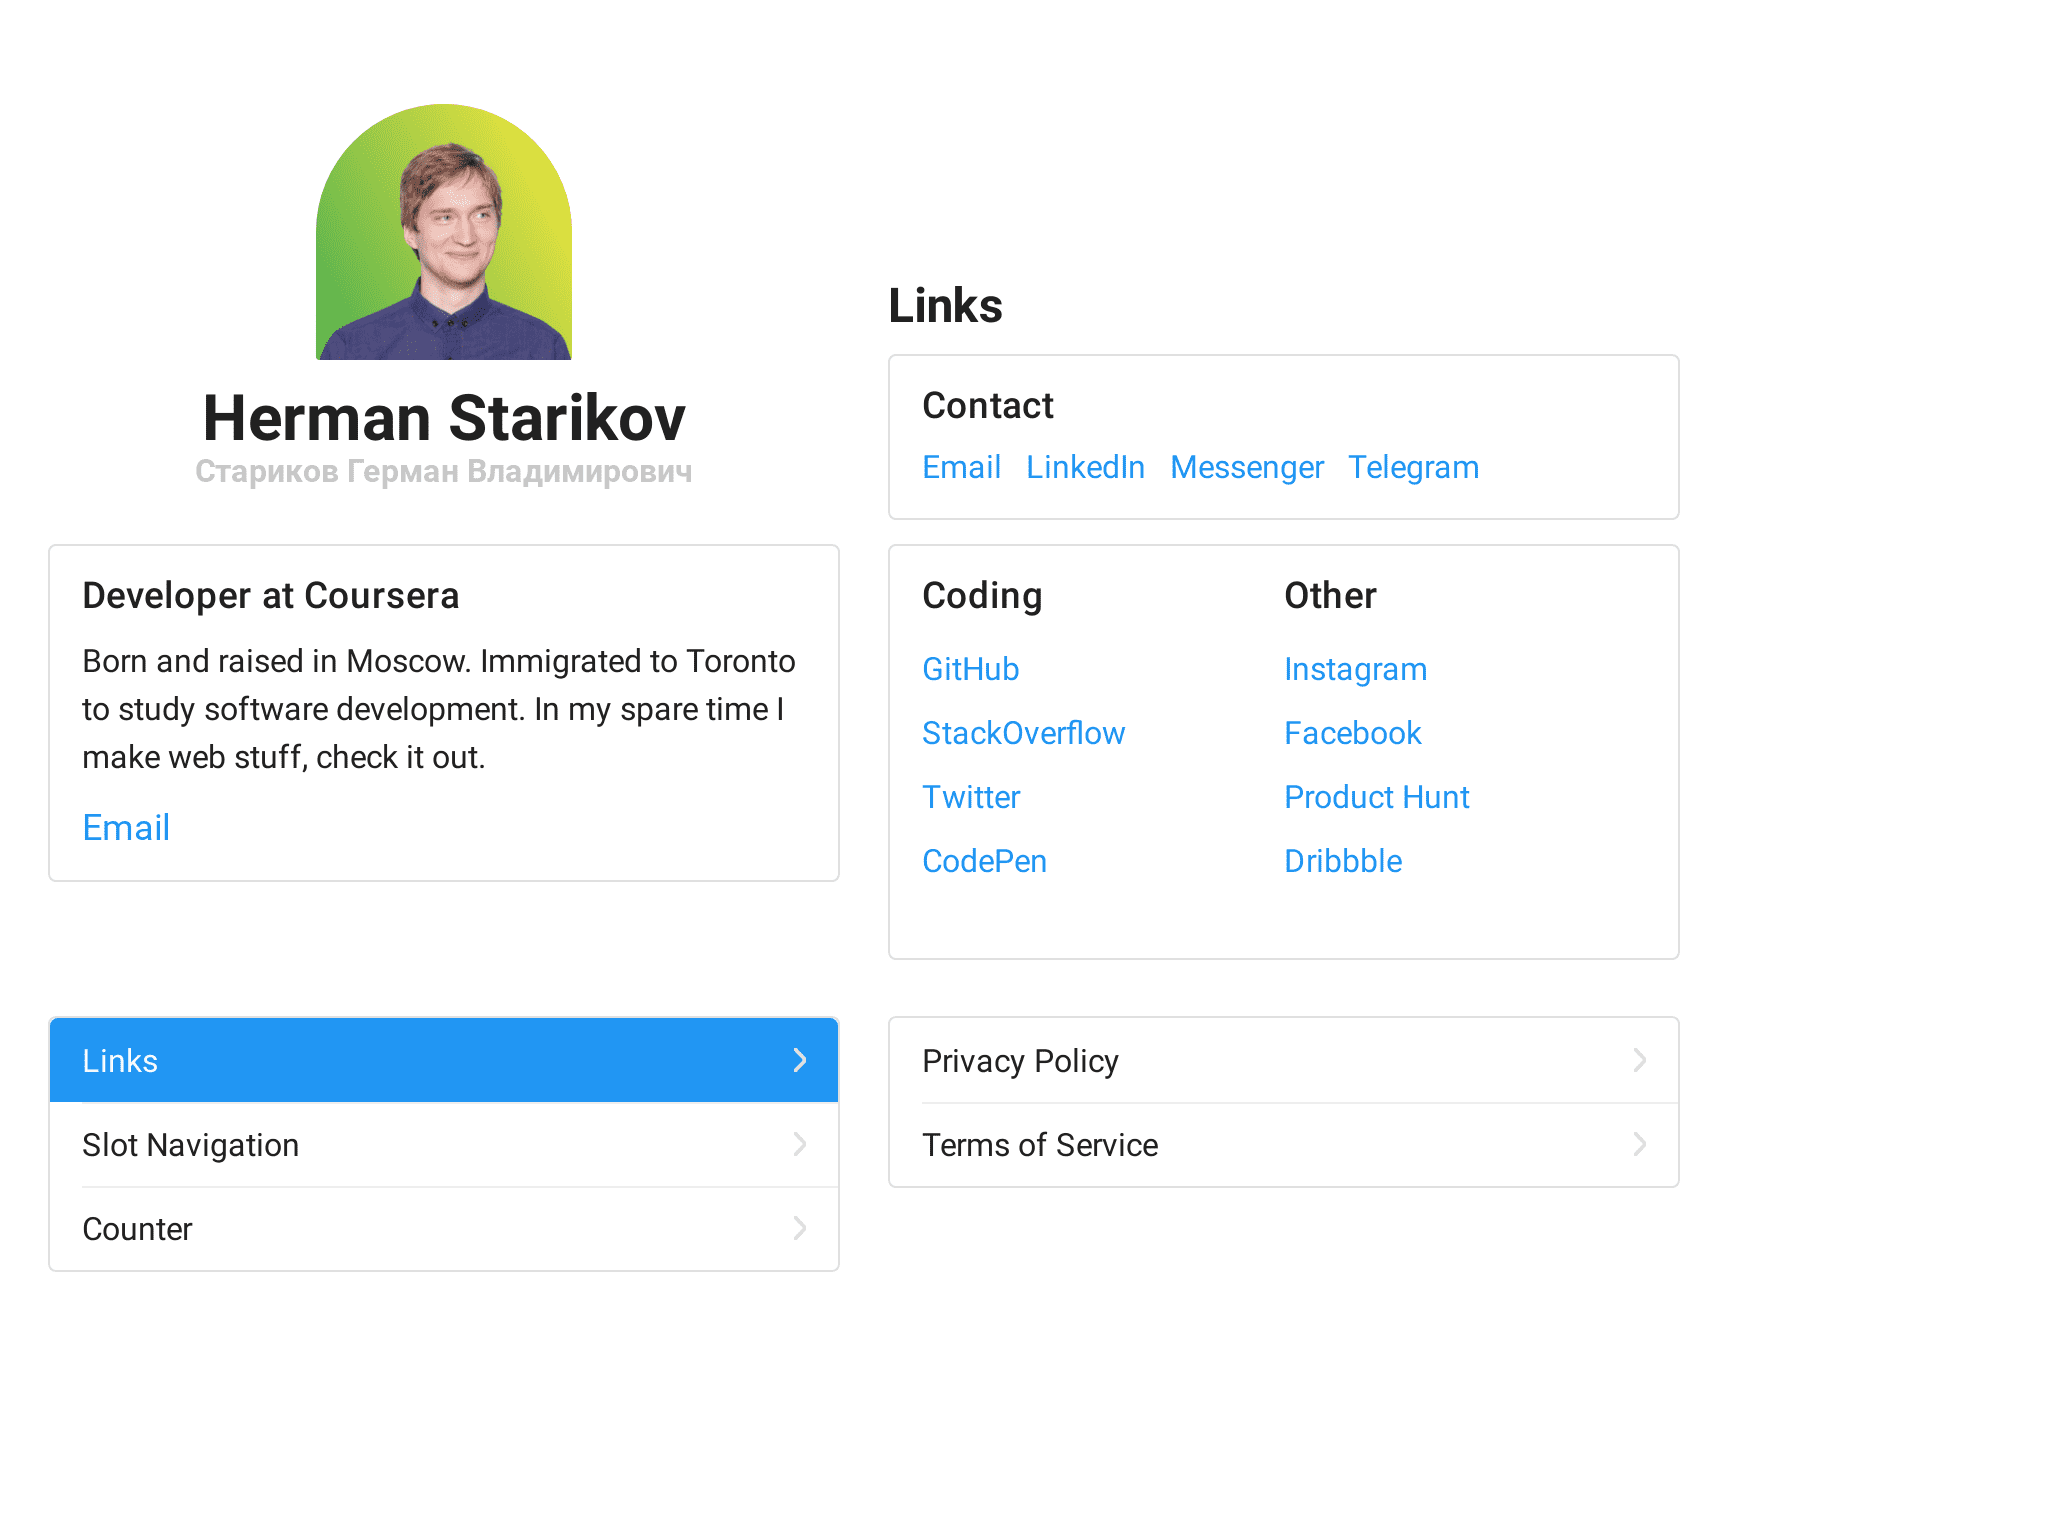 Herman Starikov
Стариков Герман Владимирович
Developer at Coursera
Born and raised in Moscow. Immigrated to Toronto
to study software development. In my spare time I
make web stuff, check it out.
Email
Links
Slot Navigation
Counter
Links
Contact
Email LinkedIn Messenger Telegram
Coding
GitHub
StackOverflow
Twitter
CodePen
Other
Instagram
Facebook
Product Hunt
Dribbble
Privacy Policy
Terms of Service